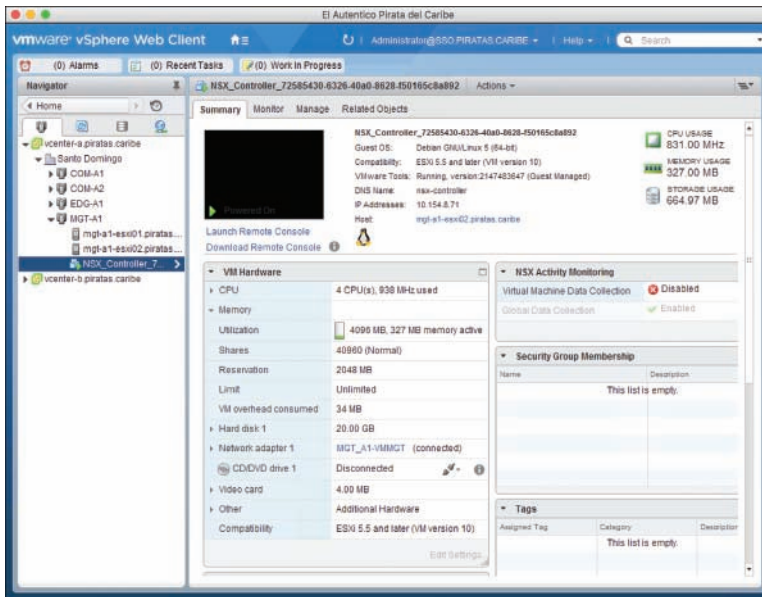 El Autentico Pirata del Caribe
vmware® vSphere Web Client
Administrator@SSO.PIRATAS.CARIBE
Help
Search
(0) Alarms
(0) Recent Tasks
(0) Work In Progress
Navigator
NSX_Controller_72585430-6326-40a0-8628-f50165c8a892
Actions
Home
Summary
Monitor
Manage
Related Objects
vcenter-a.piratas.caribe
Santo Domingo
COM-A1
COM-A2
EDG-A1
MGT-A1
mgt-a1-esxi01.piratas...
mgt-a1-esxi02.piratas...
NSX_Controller_7...
vcenter-b.piratas.caribe
Powered On
Launch Remote Console
Download Remote Console
NSX_Controller_72585430-6326-40a0-8628-f50165c8a892
Guest OS: Debian GNU/Linux 5 (64-bit)
Compatibility: ESXi 5.5 and later (VM version 10)
VMware Tools: Running, version:2147483647 (Guest Managed)
DNS Name: nsx-controller
IP Addresses: 10.154.8.71
Host: mgt-a1-esxi02.piratas.caribe
CPU USAGE
831.00 MHz
MEMORY USAGE
327.00 MB
STORAGE USAGE
664.97 MB
VM Hardware
CPU 4 CPU(s), 938 MHz used
Memory
Utilization 4096 MB, 327 MB memory active
Shares 40960 (Normal)
Reservation 2048 MB
Limit Unlimited
VM overhead consumed 34 MB
Hard disk 1 20.00 GB
Network adapter 1 MGT_A1-VMMGT (connected)
CD/DVD drive 1 Disconnected
Video card 4.00 MB
Other Additional Hardware
Compatibility ESXi 5.5 and later (VM version 10)
Edit Settings...
NSX Activity Monitoring
Virtual Machine Data Collection Disabled
Global Data Collection Enabled
Security Group Membership
Name Description
This list is empty.
Tags
Assigned Tag Category Description
This list is empty.